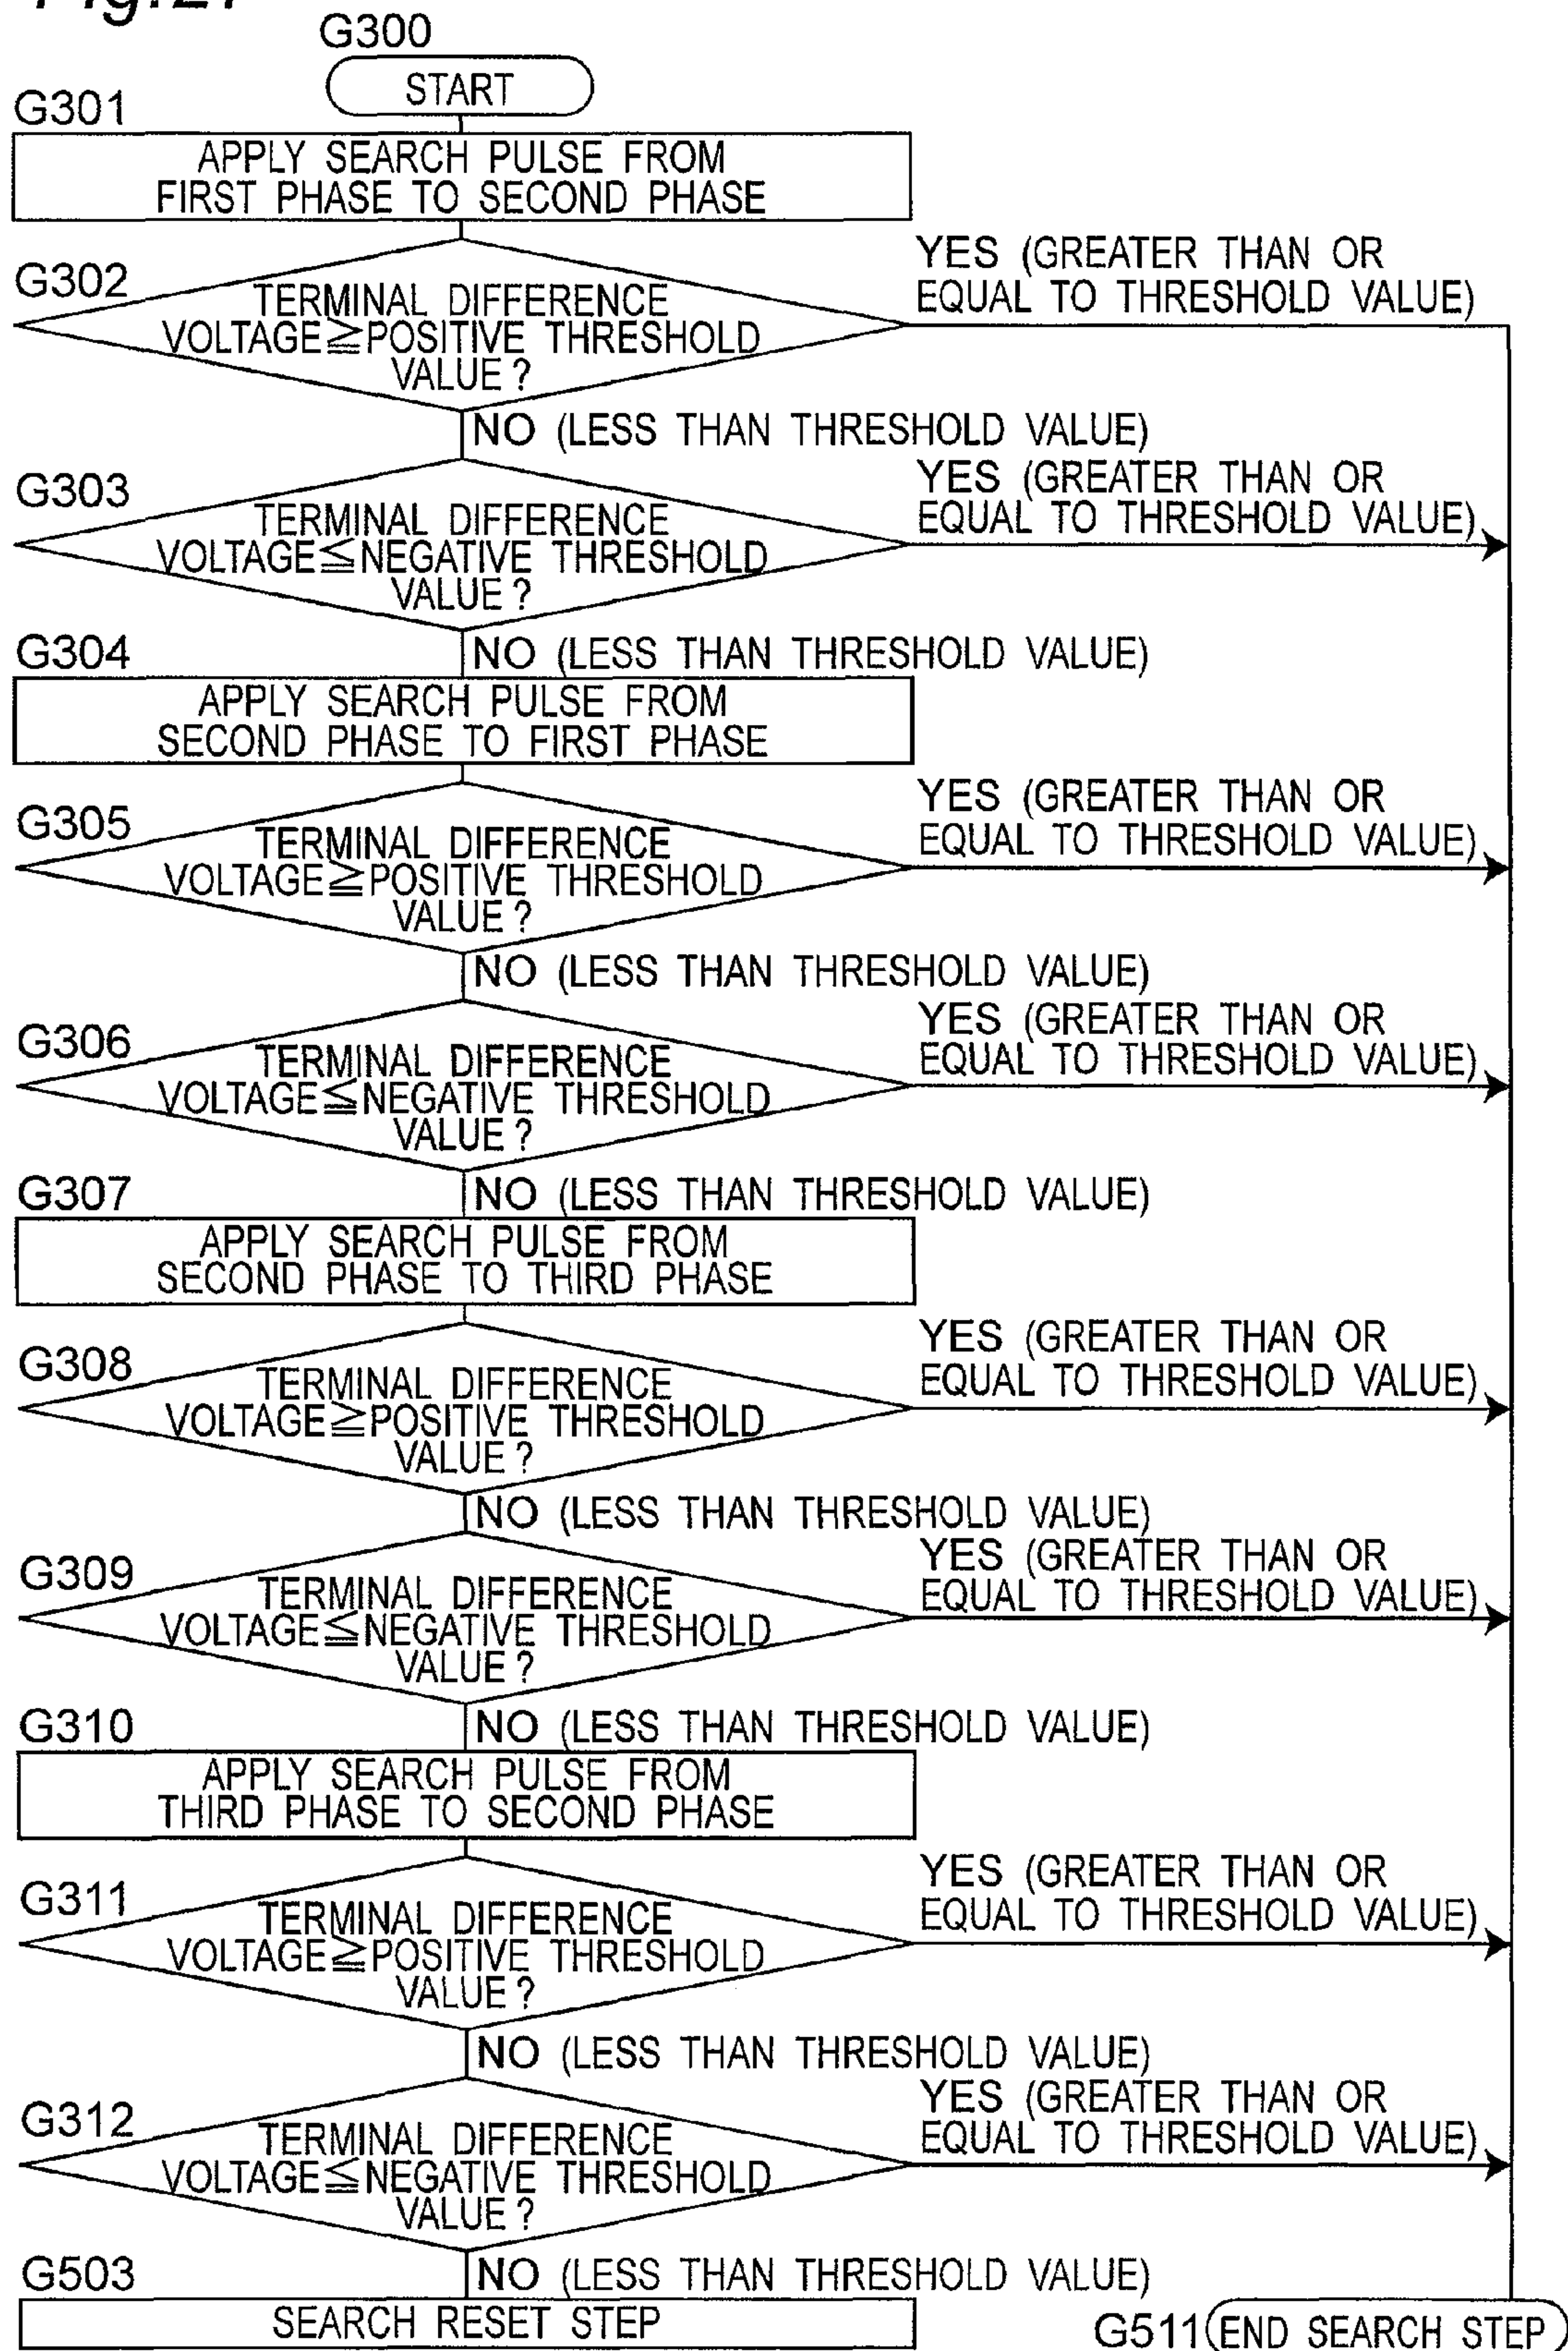 G300
START
G301
APPLY SEARCH PULSE FROM
FIRST PHASE TO SECOND PHASE
G302
TERMINAL DIFFERENCE
VOLTAGE≧POSITIVE THRESHOLD
VALUE?
YES (GREATER THAN OR
EQUAL TO THRESHOLD VALUE)
NO (LESS THAN THRESHOLD VALUE)
G303
TERMINAL DIFFERENCE
VOLTAGE≦NEGATIVE THRESHOLD
VALUE?
YES (GREATER THAN OR
EQUAL TO THRESHOLD VALUE)
NO (LESS THAN THRESHOLD VALUE)
G304
APPLY SEARCH PULSE FROM
SECOND PHASE TO FIRST PHASE
G305
TERMINAL DIFFERENCE
VOLTAGE≧POSITIVE THRESHOLD
VALUE?
YES (GREATER THAN OR
EQUAL TO THRESHOLD VALUE)
NO (LESS THAN THRESHOLD VALUE)
G306
TERMINAL DIFFERENCE
VOLTAGE≦NEGATIVE THRESHOLD
VALUE?
YES (GREATER THAN OR
EQUAL TO THRESHOLD VALUE)
NO (LESS THAN THRESHOLD VALUE)
G307
APPLY SEARCH PULSE FROM
SECOND PHASE TO THIRD PHASE
G308
TERMINAL DIFFERENCE
VOLTAGE≧POSITIVE THRESHOLD
VALUE?
YES (GREATER THAN OR
EQUAL TO THRESHOLD VALUE)
NO (LESS THAN THRESHOLD VALUE)
G309
TERMINAL DIFFERENCE
VOLTAGE≦NEGATIVE THRESHOLD
VALUE?
YES (GREATER THAN OR
EQUAL TO THRESHOLD VALUE)
NO (LESS THAN THRESHOLD VALUE)
G310
APPLY SEARCH PULSE FROM
THIRD PHASE TO SECOND PHASE
G311
TERMINAL DIFFERENCE
VOLTAGE≧POSITIVE THRESHOLD
VALUE?
YES (GREATER THAN OR
EQUAL TO THRESHOLD VALUE)
NO (LESS THAN THRESHOLD VALUE)
G312
TERMINAL DIFFERENCE
VOLTAGE≦NEGATIVE THRESHOLD
VALUE?
YES (GREATER THAN OR
EQUAL TO THRESHOLD VALUE)
NO (LESS THAN THRESHOLD VALUE)
G503
SEARCH RESET STEP
G511
END SEARCH STEP